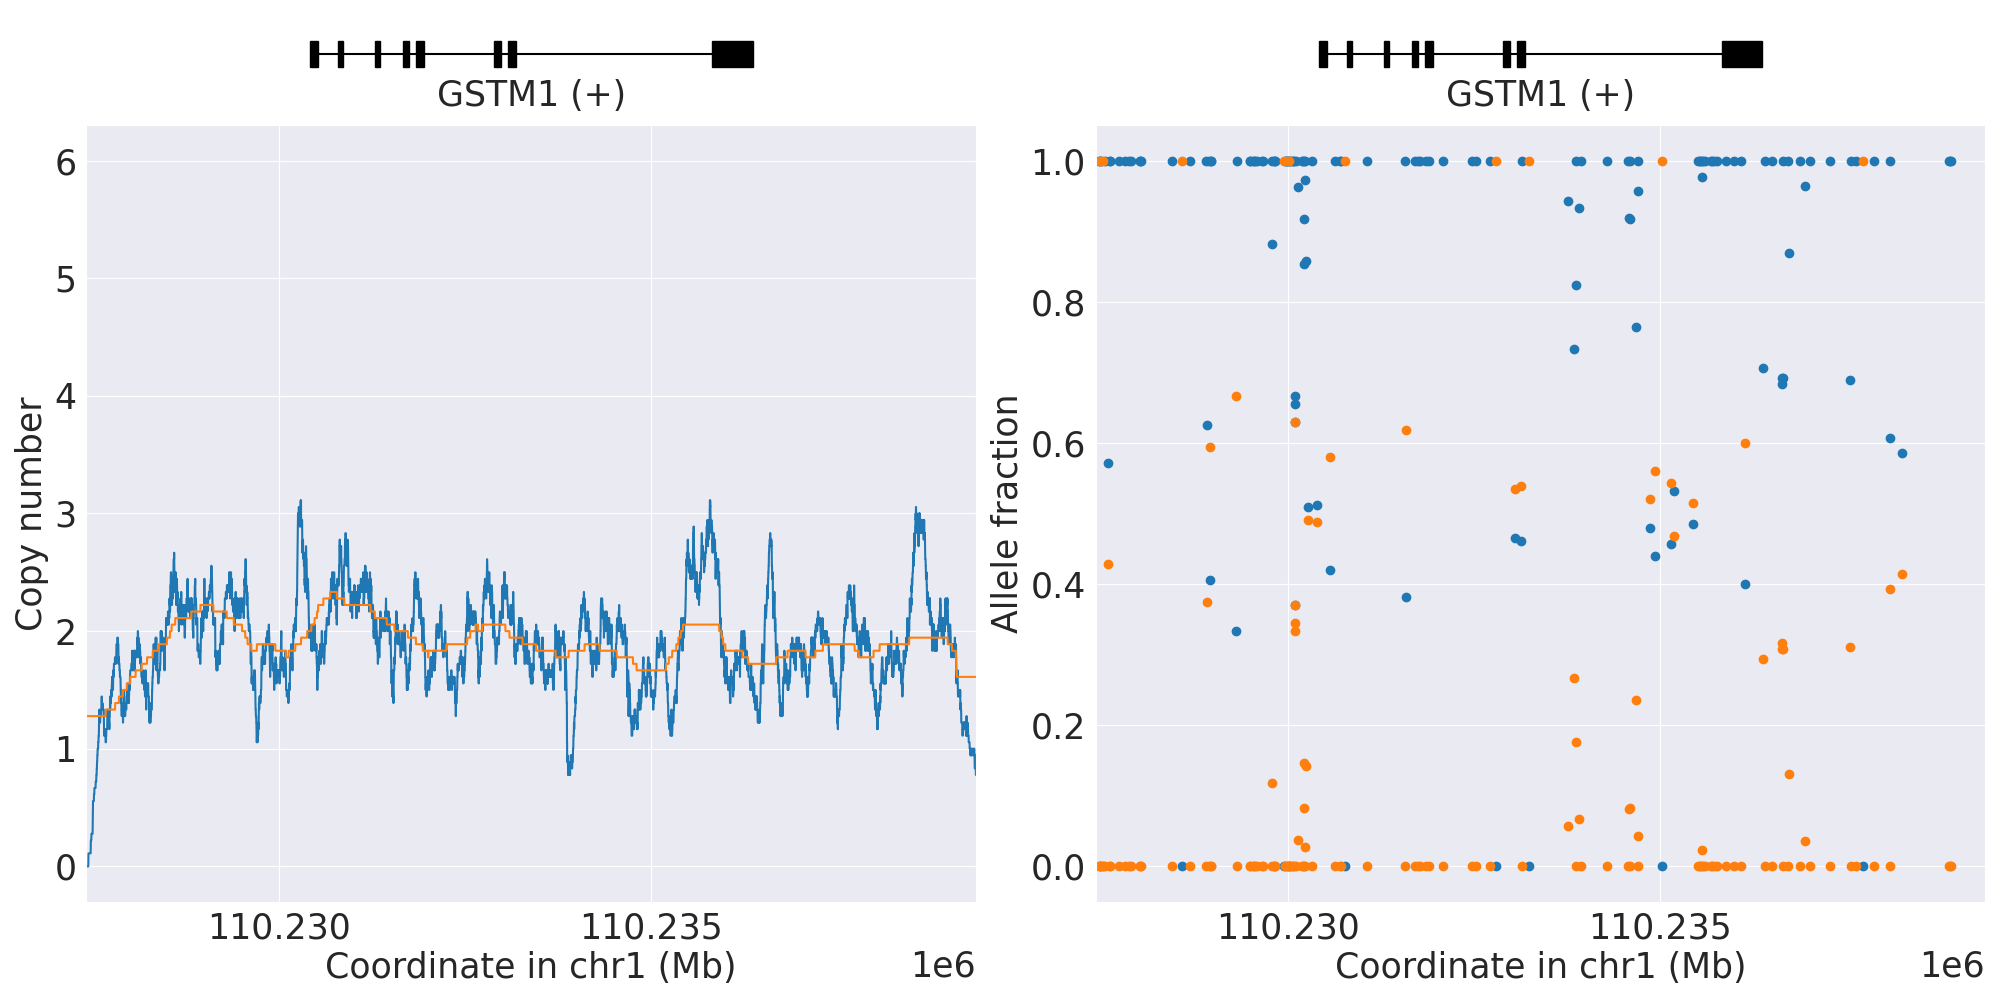 GSTM1 (+)
6
5
4
3
2
1
0
Copy number
110.230
110.235
Coordinate in chr1 (Mb)
1e6
GSTM1 (+)
1.0
0.8
0.6
0.4
0.2
0.0
Allele fraction
110.230
110.235
Coordinate in chr1 (Mb)
1e6